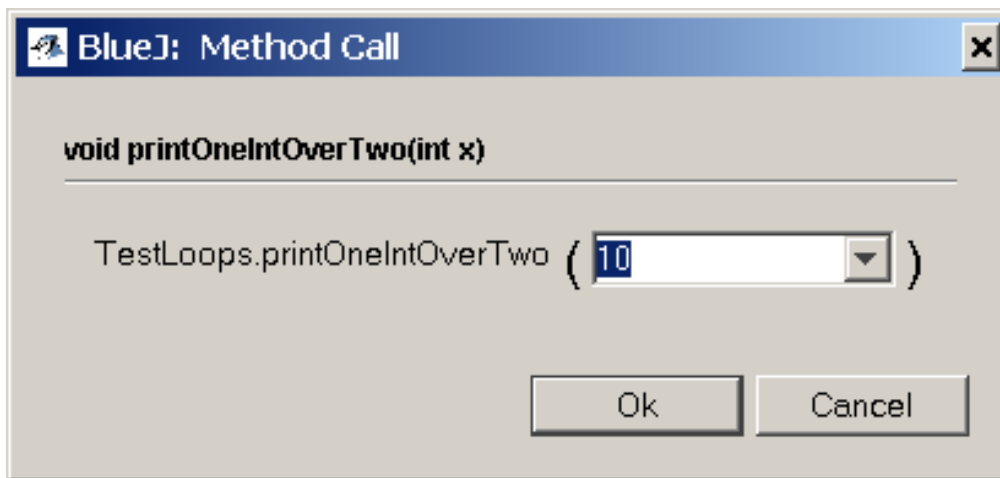 BlueJ: Method Call
void printOneIntOverTwo(int x)
TestLoops.printOneIntOverTwo ( 10 )
Ok Cancel